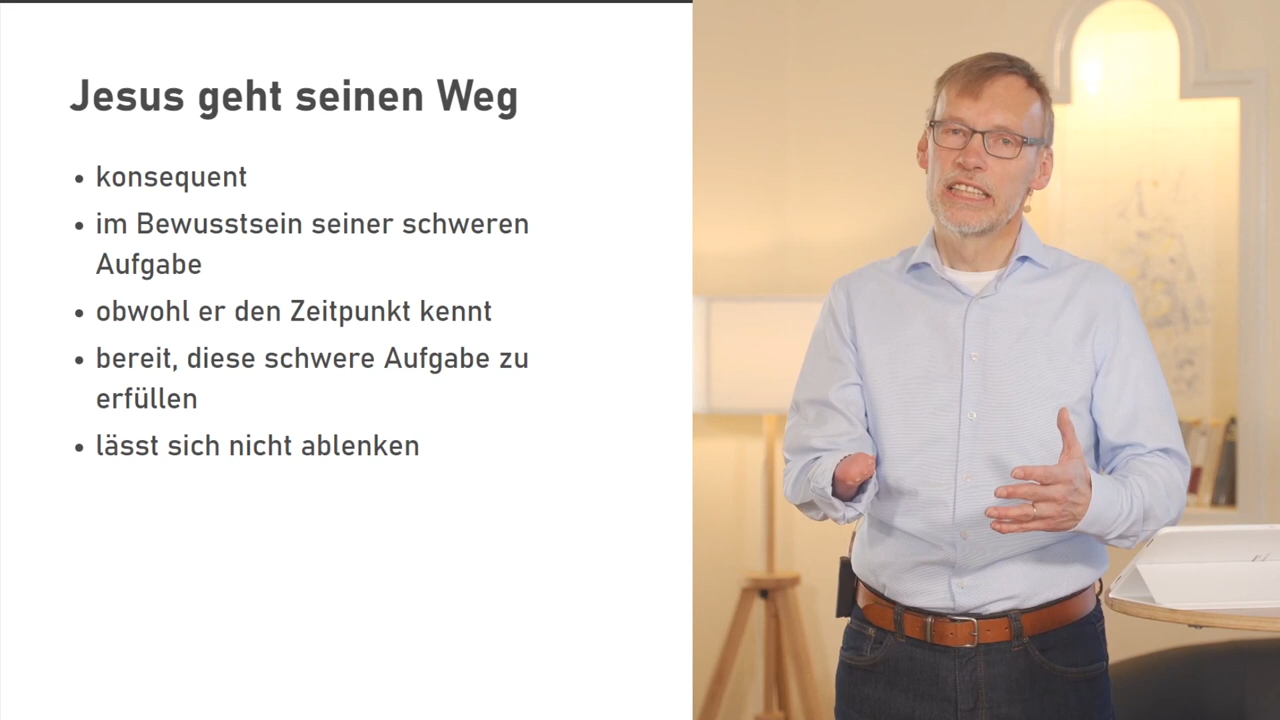 Jesus geht seinen Weg
• konsequent
• im Bewusstsein seiner schweren
Aufgabe
• obwohl er den Zeitpunkt kennt
• bereit, diese schwere Aufgabe zu
erfüllen
• lässt sich nicht ablenken